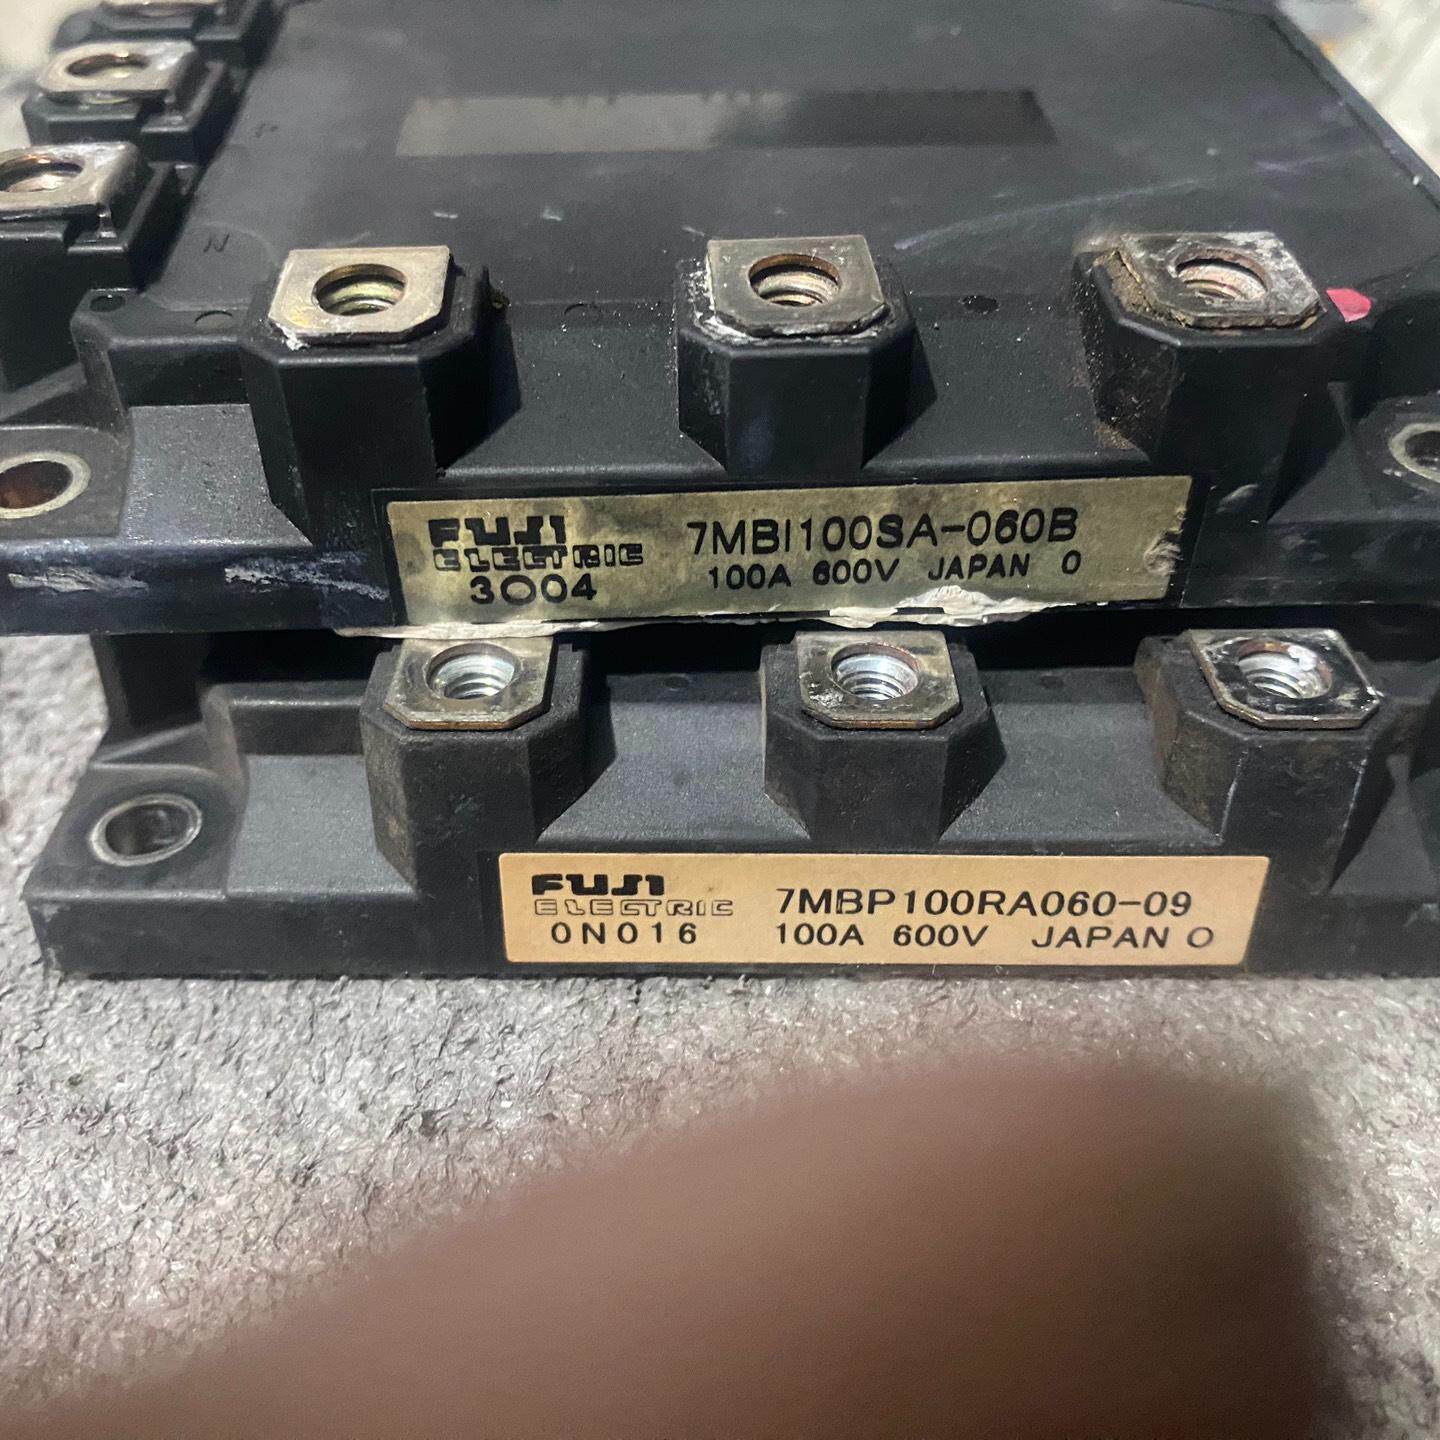 P
N
FUJI
ELECTRIC
3004
7MBI100SA-060B
100A 600V JAPAN O
FUJI
ELECTRIC
0N016
7MBP100RA060-09
100A 600V JAPAN O